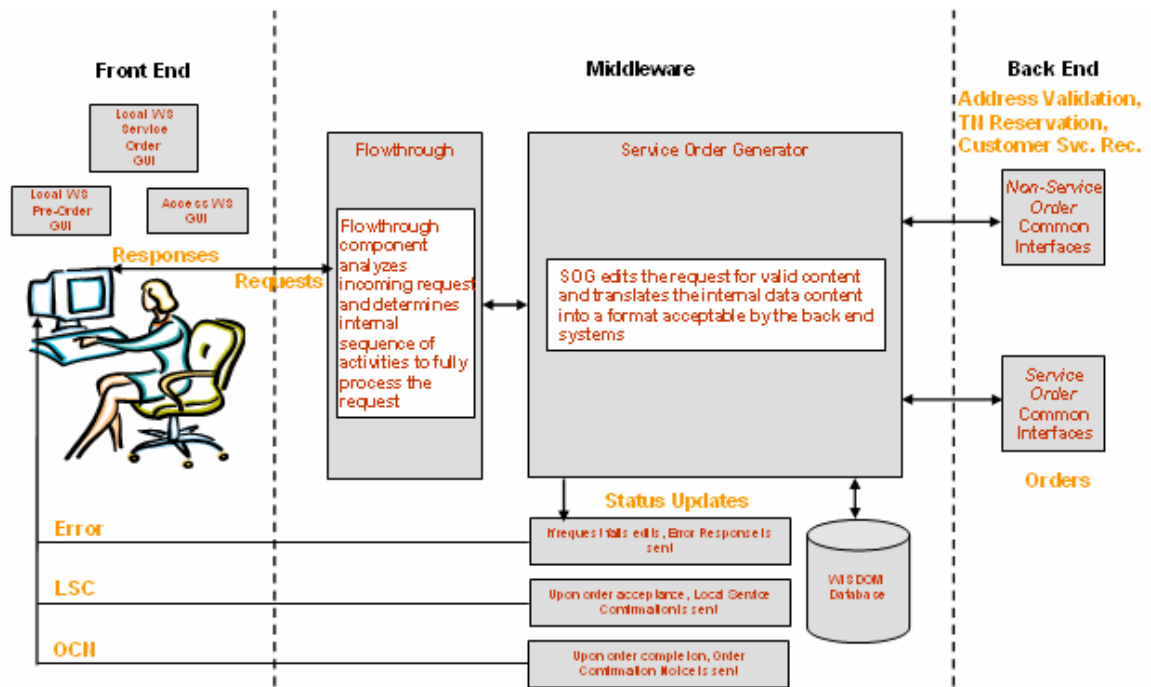 Front End
Middleware
Back End
Address Validation,
TN Reservation,
Customer Svc. Rec.
Local WS
Service
Order
GUI
Local WS
Pre-Order
GUI
Access WS
GUI
Responses
Requests
Flowthrough
Flowthrough
component
analyzes
incoming request
and determines
internal
sequence of
activities to fully
process the
request
Service Order Generator
SOG edits the request for valid content
and translates the internal data content
into a format acceptable by the back end
systems
Non-Service
Order
Common
Interfaces
Service
Order
Common
Interfaces
Orders
Status Updates
Error
If request fails edits, Error Response is
sent
LSC
Upon order acceptance, Local Service
Confirmation is sent
OCN
Upon order completion, Order
Confirmation Notice is sent
WISDOM
Database